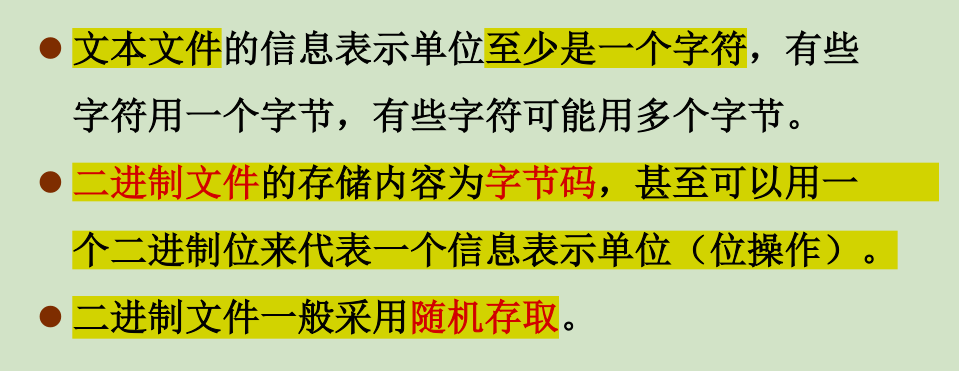 ● 文本文件的信息表示单位至少是一个字符，有些
字符用一个字节，有些字符可能用多个字节。
● 二进制文件的存储内容为字节码，甚至可以用一
个二进制位来代表一个信息表示单位（位操作）。
● 二进制文件一般采用随机存取。